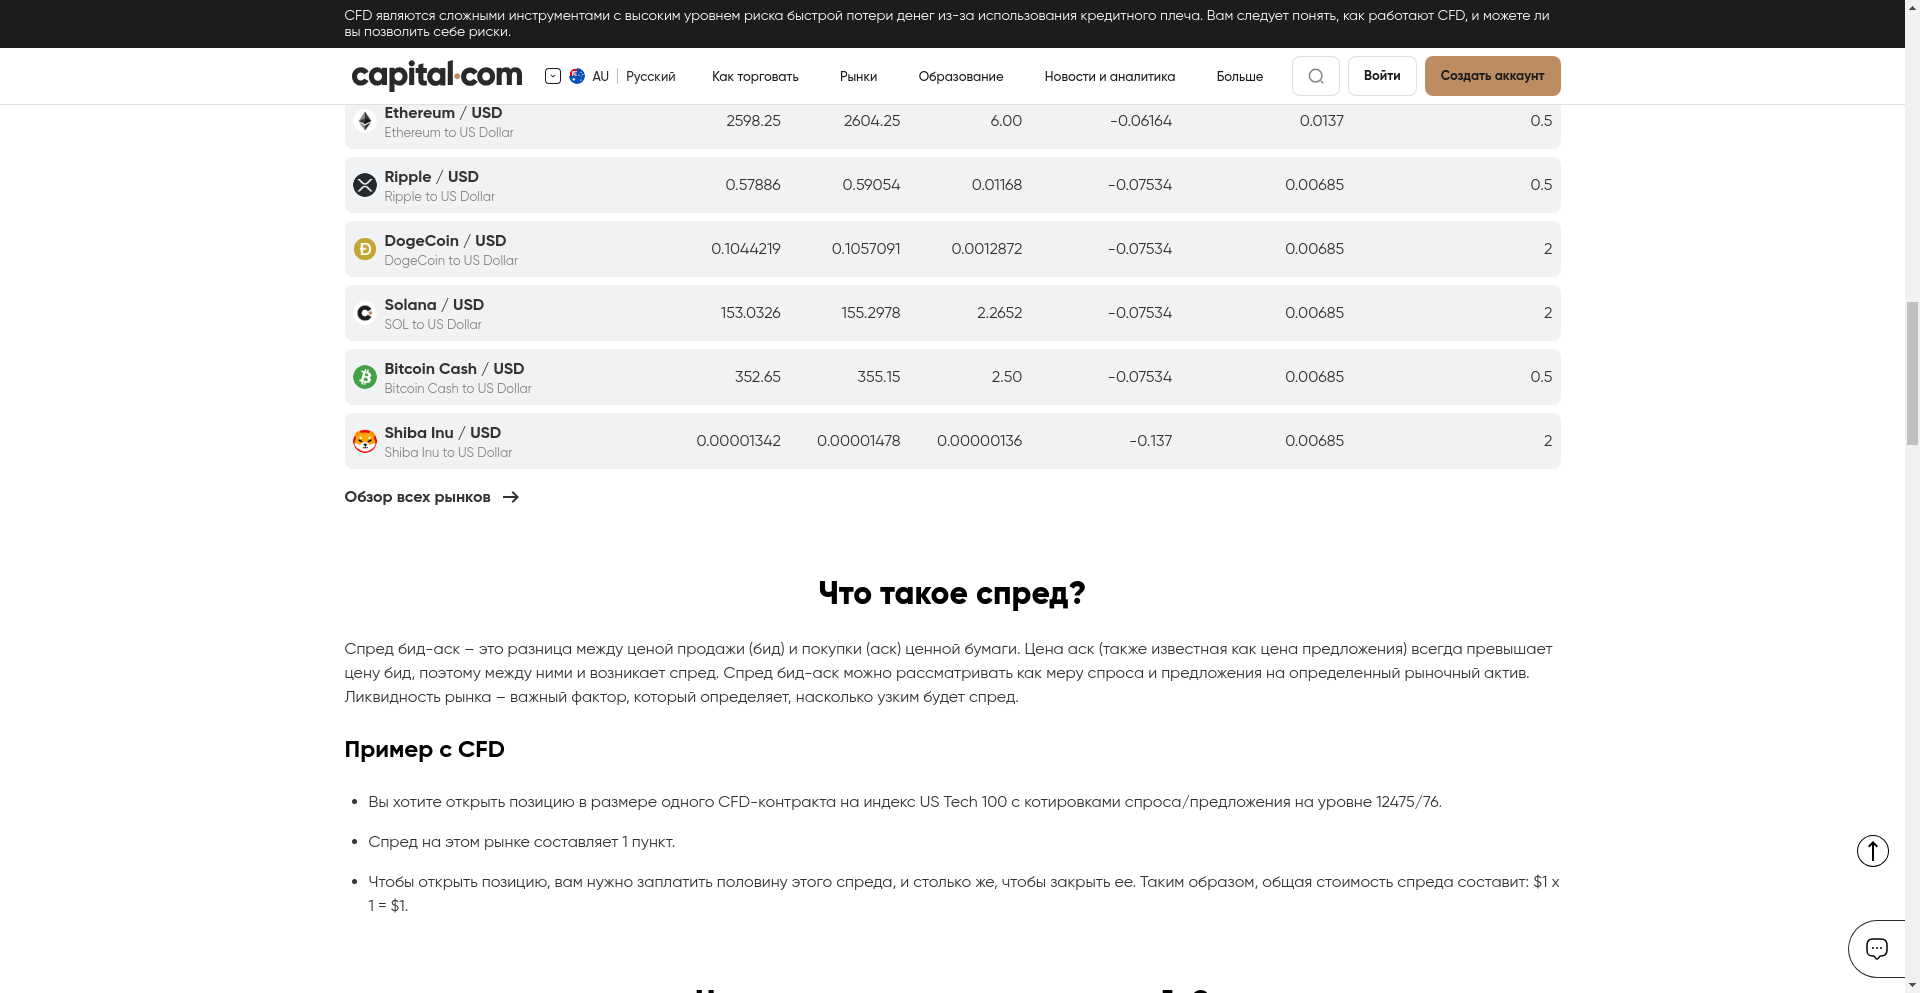 CFD являются сложными инструментами с высоким уровнем риска быстрой потери денег из-за использования кредитного плеча. Вам следует понять, как работают CFD, и можете ли
вы позволить себе риски.
capital.com AU Русский Как торговать Рынки Образование Новости и аналитика Больше Войти Создать аккаунт
Ethereum / USD 2598.25 2604.25 6.00 -0.06164 0.0137 0.5
Ethereum to US Dollar
Ripple / USD 0.57886 0.59054 0.01168 -0.07534 0.00685 0.5
Ripple to US Dollar
DogeCoin / USD 0.1044219 0.1057091 0.0012872 -0.07534 0.00685 2
DogeCoin to US Dollar
Solana / USD 153.0326 155.2978 2.2652 -0.07534 0.00685 2
SOL to US Dollar
Bitcoin Cash / USD 352.65 355.15 2.50 -0.07534 0.00685 0.5
Bitcoin Cash to US Dollar
Shiba Inu / USD 0.00001342 0.00001478 0.00000136 -0.137 0.00685 2
Shiba Inu to US Dollar
Обзор всех рынков
Что такое спред?
Спред бид-аск – это разница между ценой продажи (бид) и покупки (аск) ценной бумаги. Цена аск (также известная как цена предложения) всегда превышает
цену бид, поэтому между ними и возникает спред. Спред бид-аск можно рассматривать как меру спроса и предложения на определенный рыночный актив.
Ликвидность рынка – важный фактор, который определяет, насколько узким будет спред.
Пример с CFD
Вы хотите открыть позицию в размере одного CFD-контракта на индекс US Tech 100 с котировками спроса/предложения на уровне 12475/76.
Спред на этом рынке составляет 1 пункт.
Чтобы открыть позицию, вам нужно заплатить половину этого спреда, и столько же, чтобы закрыть ее. Таким образом, общая стоимость спреда составит: $1 x
1 = $1.